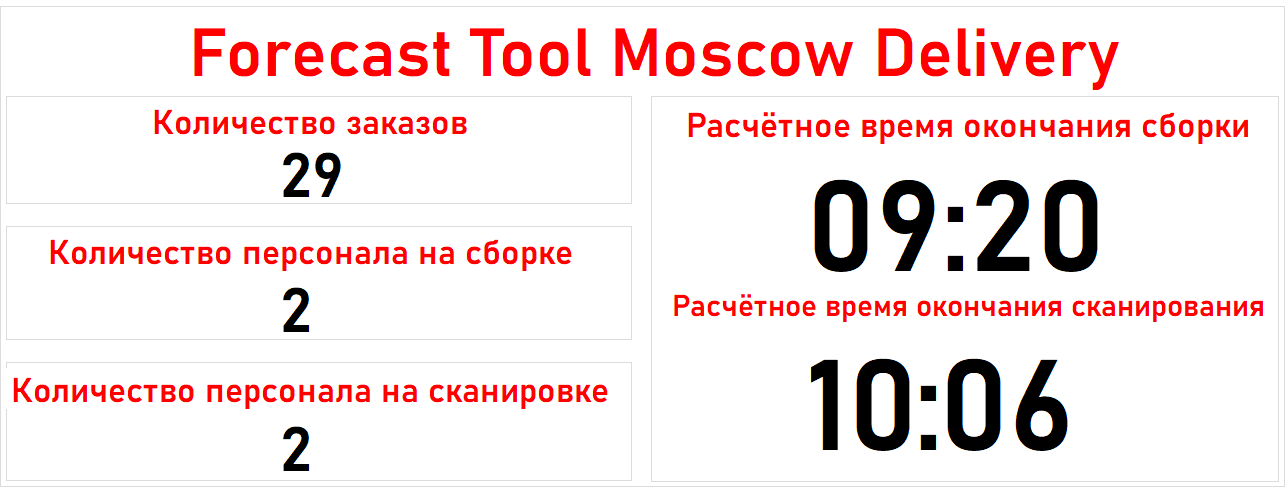 Forecast Tool Moscow Delivery
Количество заказов
29
Количество персонала на сборке
2
Количество персонала на сканировке
2
Расчётное время окончания сборки
09:20
Расчётное время окончания сканирования
10:06